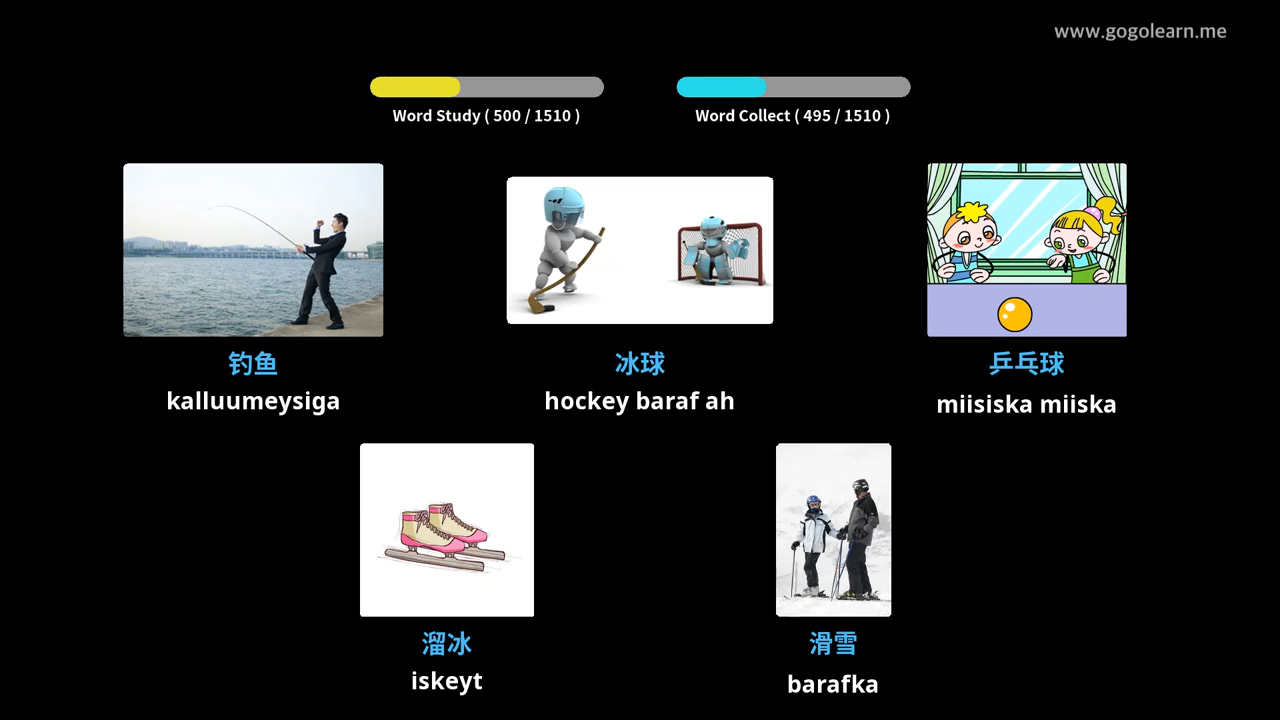 www.gogolearn.me
Word Study ( 500 / 1510 )
Word Collect ( 495 / 1510 )
钓鱼
kalluumeysiga
冰球
hockey baraf ah
乒乓球
miisiska miiska
溜冰
iskeyt
滑雪
barafka